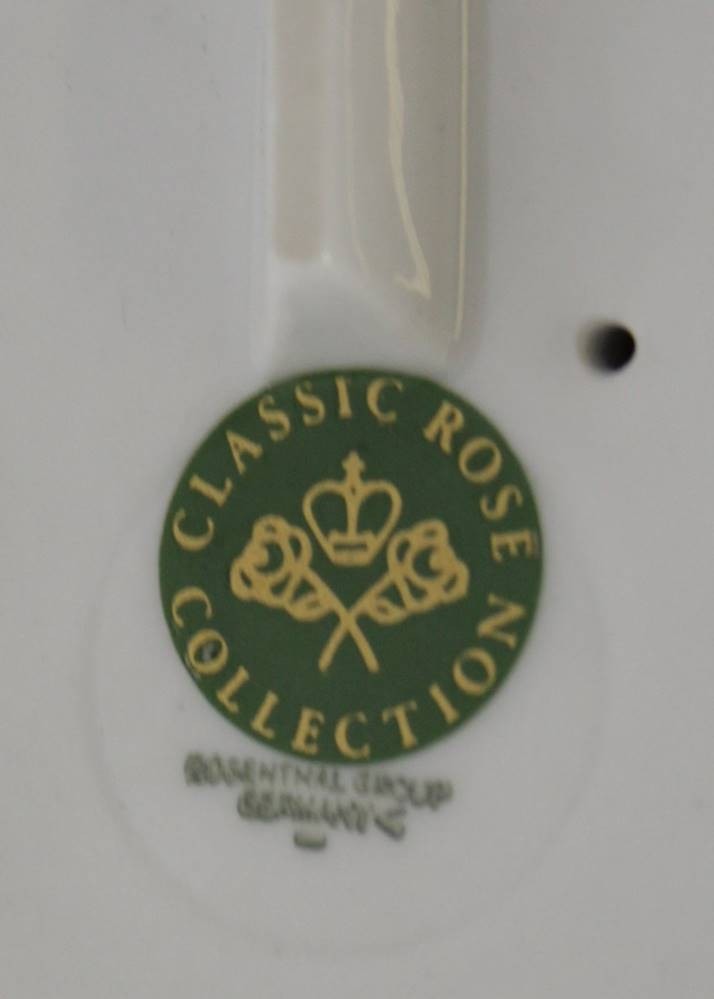 CLASSIC ROSE
COLLECTION
ROSENTHAL GROUP
GERMANY